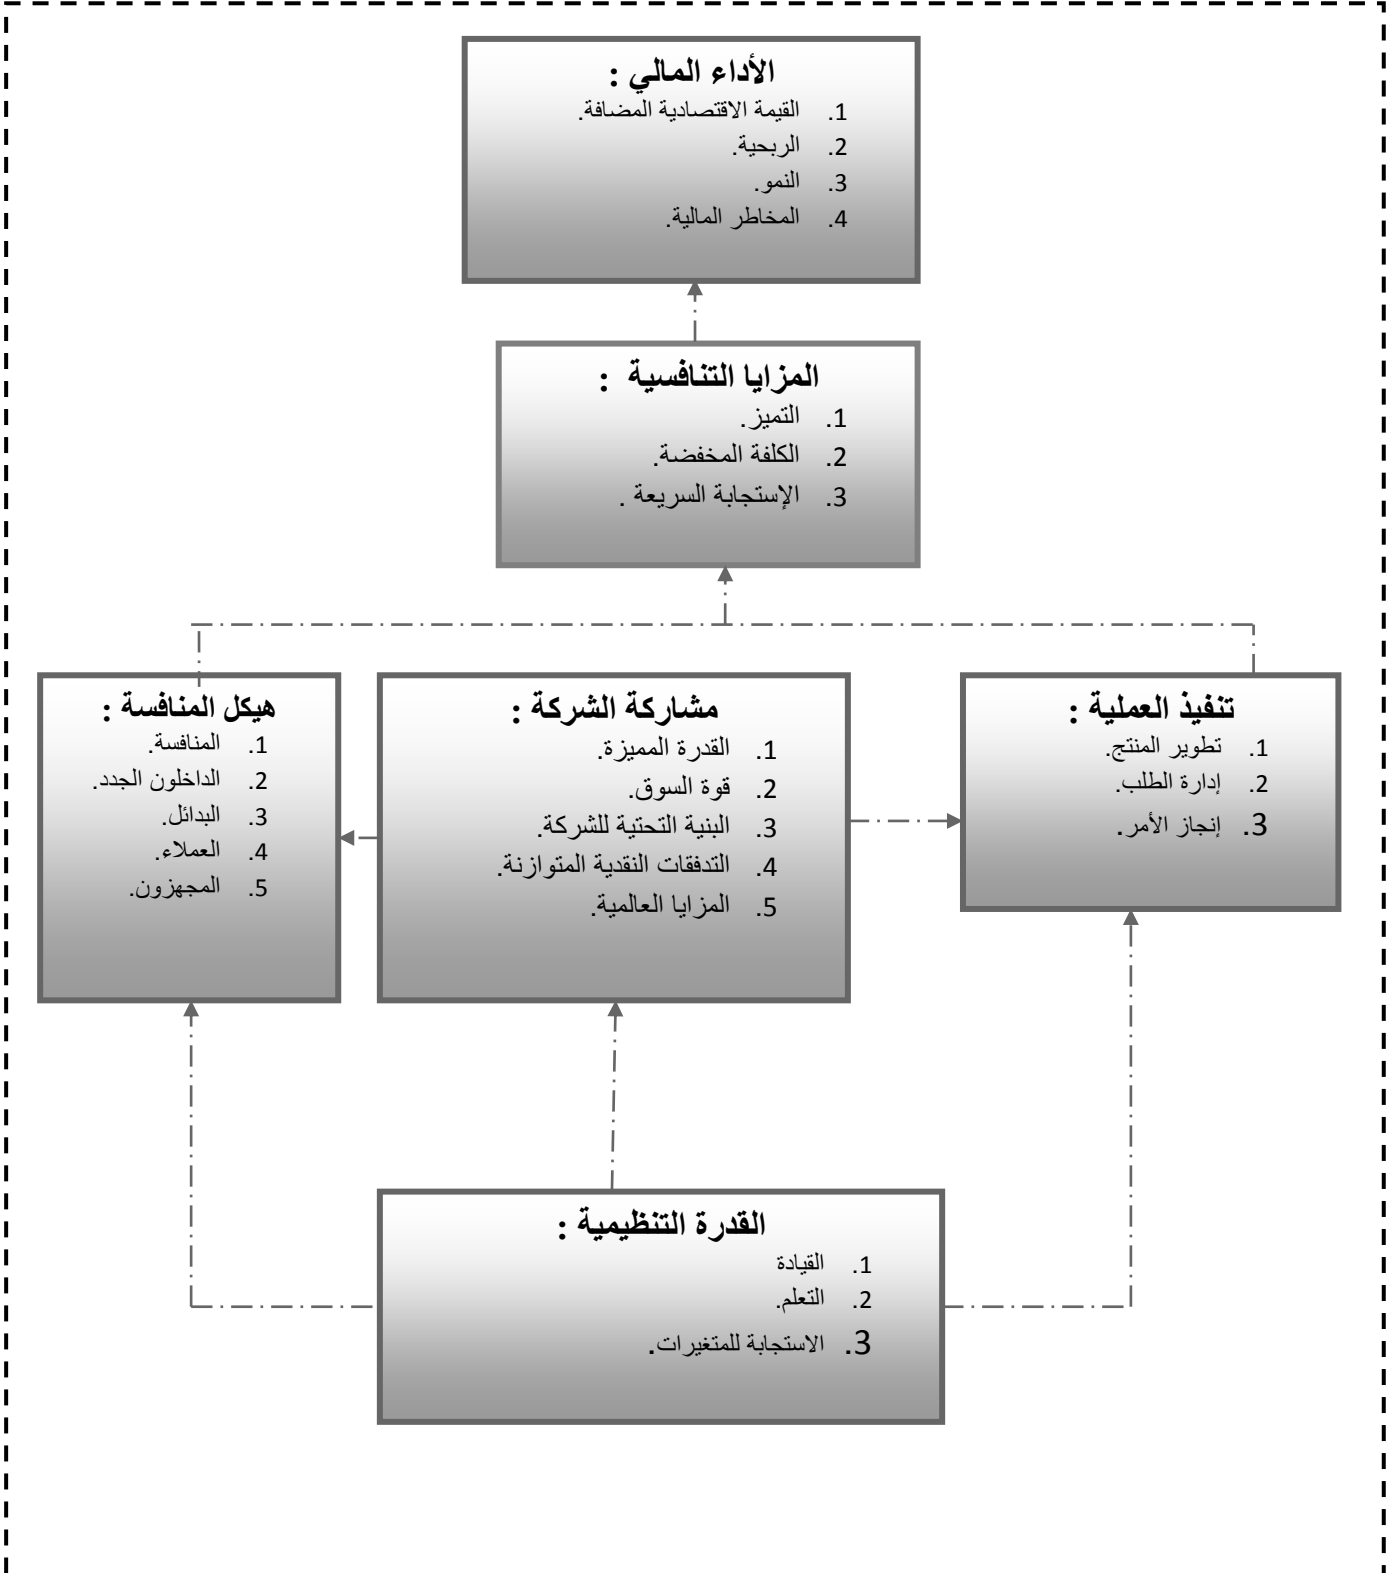 الأداء المالي :
1. القيمة الاقتصادية المضافة.
2. الربحية.
3. النمو.
4. المخاطر المالية.
المزايا التنافسية :
1. التميز.
2. الكلفة المخفضة.
3. الإستجابة السريعة .
تنفيذ العملية :
1. تطوير المنتج.
2. إدارة الطلب.
3. إنجاز الأمر.
مشاركة الشركة :
1. القدرة المميزة.
2. قوة السوق.
3. البنية التحتية للشركة.
4. التدفقات النقدية المتوازنة.
5. المزايا العالمية.
هيكل المنافسة :
1. المنافسة.
2. الداخلون الجدد.
3. البدائل.
4. العملاء.
5. المجهزون.
القدرة التنظيمية :
1. القيادة
2. التعلم.
3. الاستجابة للمتغيرات.